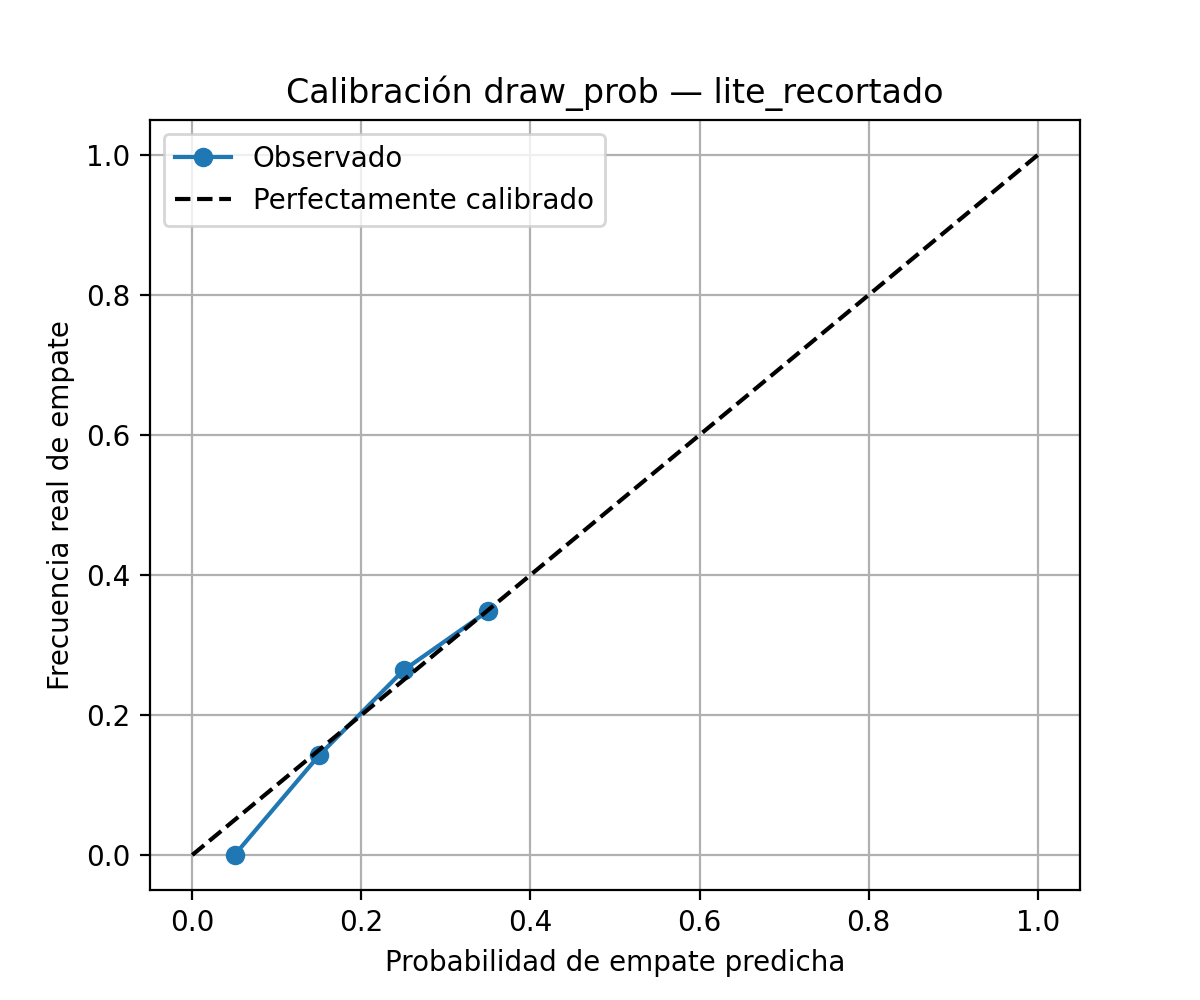 Calibración draw_prob — lite_recortado
Observado
Perfectamente calibrado
1.0
0.8
0.6
0.4
0.2
0.0
Frecuencia real de empate
0.0 0.2 0.4 0.6 0.8 1.0
Probabilidad de empate predicha